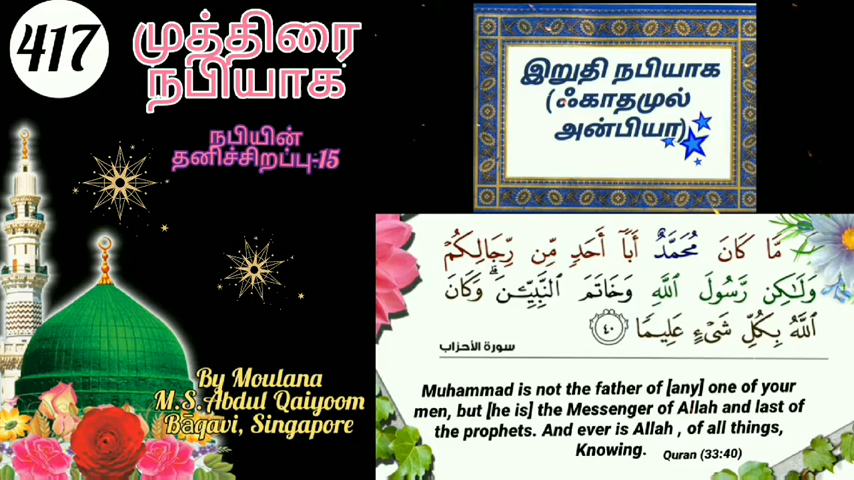 417
முத்திரை
நபியாக
நபியின்
தனிச்சிறப்பு-15
By Moulana
M.S.Abdul Qaiyoom
Baqavi, Singapore
இறுதி நபியாக
(ஃகாதமுல்
அன்பியா)
مَّا كَانَ مُحَمَّدٌ أَبَآ أَحَدٍ مِّن رِّجَالِكُمْ
وَلَٰكِن رَّسُولَ ٱللَّهِ وَخَاتَمَ ٱلنَّبِيِّـۧنَ ۗ وَكَانَ
ٱللَّهُ بِكُلِّ شَىْءٍ عَلِيمًا ٤٠
سورة الأحزاب
Muhammad is not the father of [any] one of your
men, but [he is] the Messenger of Allah and last of
the prophets. And ever is Allah , of all things,
Knowing. Quran (33:40)